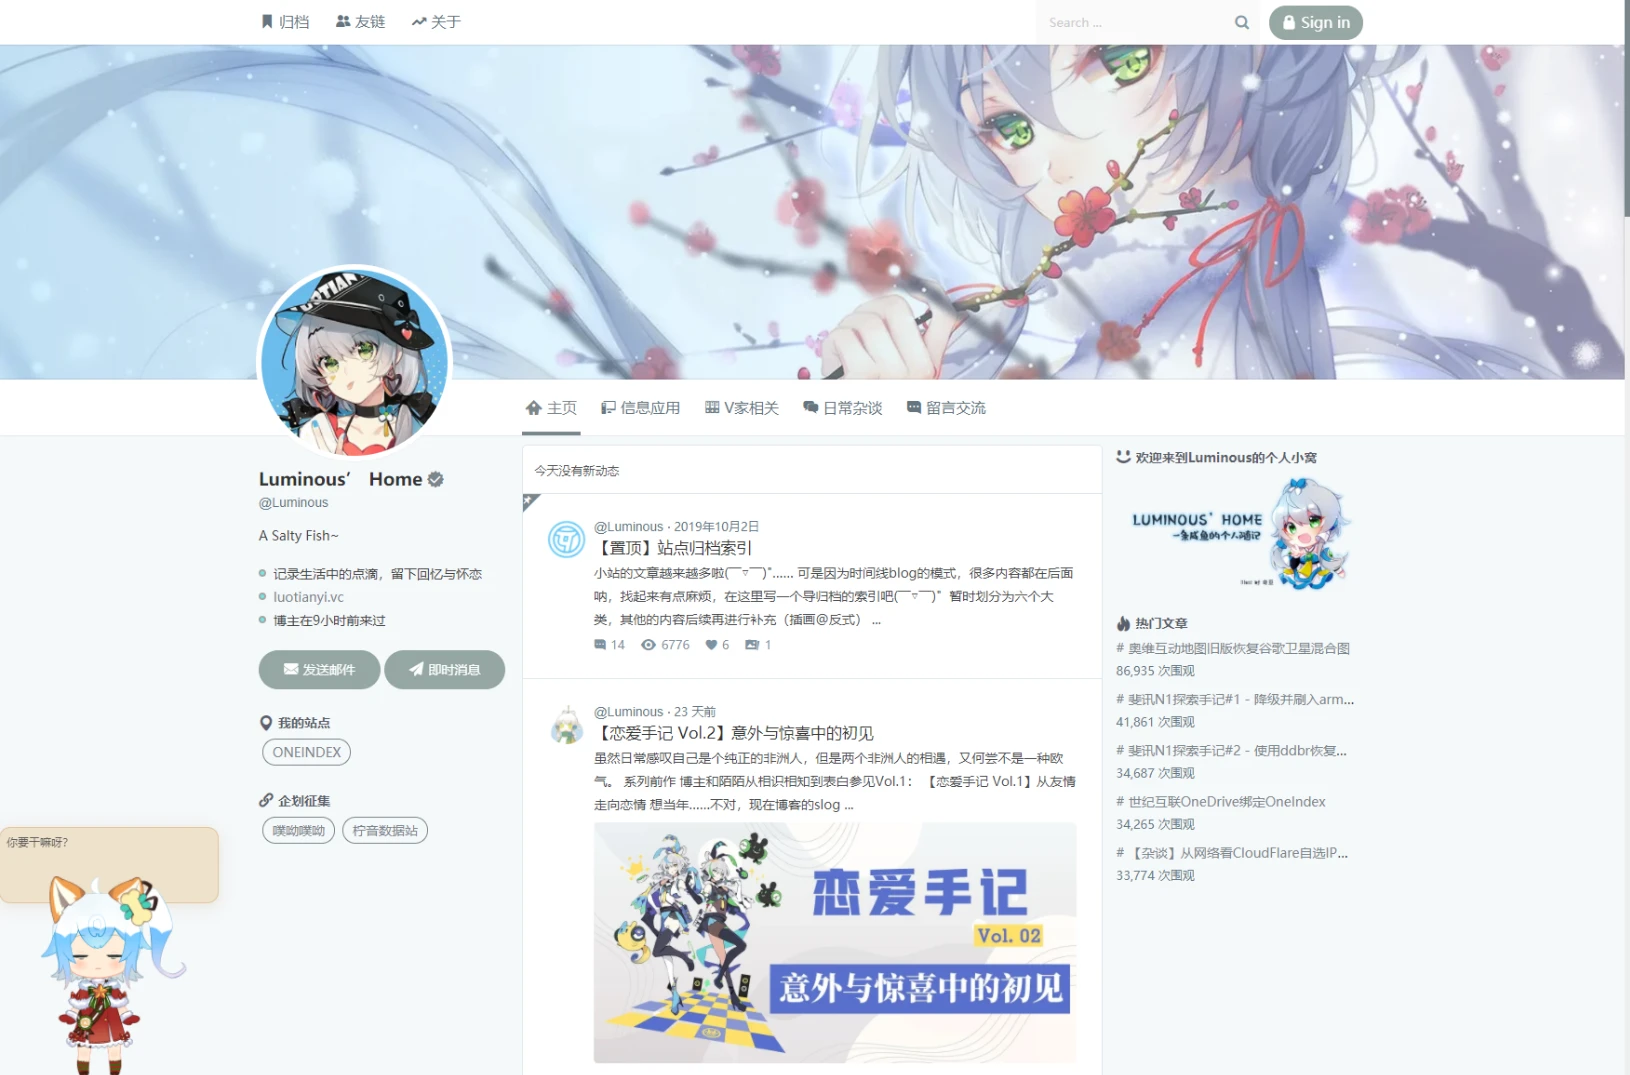 归档 友链 关于 Search ... Sign in
主页 信息应用 V家相关 日常杂谈 留言交流
Luminous’ Home
@Luminous
A Salty Fish~
记录生活中的点滴，留下回忆与怀恋
luotianyi.vc
博主在9小时前来过
发送邮件 即时消息
我的站点
ONEINDEX
企划征集
噗呦噗呦 柠音数据站
你要干嘛呀?
今天没有新动态
@Luminous · 2019年10月2日
【置顶】站点归档索引
小站的文章越来越多啦(￣▽￣)"...... 可是因为时间线blog的模式，很多内容都在后面
呐，找起来有点麻烦，在这里写一个导归档的索引吧(￣▽￣)" 暂时划分为六个大
类，其他的内容后续再进行补充（插画@反式） ...
14 6776 6 1
@Luminous · 23 天前
【恋爱手记 Vol.2】意外与惊喜中的初见
虽然日常感叹自己是个纯正的非洲人，但是两个非洲人的相遇，又何尝不是一种欧
气。 系列前作 博主和陌陌从相识相知到表白参见Vol.1： 【恋爱手记 Vol.1】从友情
走向恋情 想当年......不对，现在博客的slog ...
恋爱手记
Vol. 02
意外与惊喜中的初见
欢迎来到Luminous的个人小窝
LUMINOUS' HOME
一条咸鱼的个人随记
热门文章
# 奥维互动地图旧版恢复谷歌卫星混合图
86,935 次围观
# 斐讯N1探索手记#1 - 降级并刷入arm...
41,861 次围观
# 斐讯N1探索手记#2 - 使用ddbr恢复...
34,687 次围观
# 世纪互联OneDrive绑定OneIndex
34,265 次围观
# 【杂谈】从网络看CloudFlare自选IP...
33,774 次围观